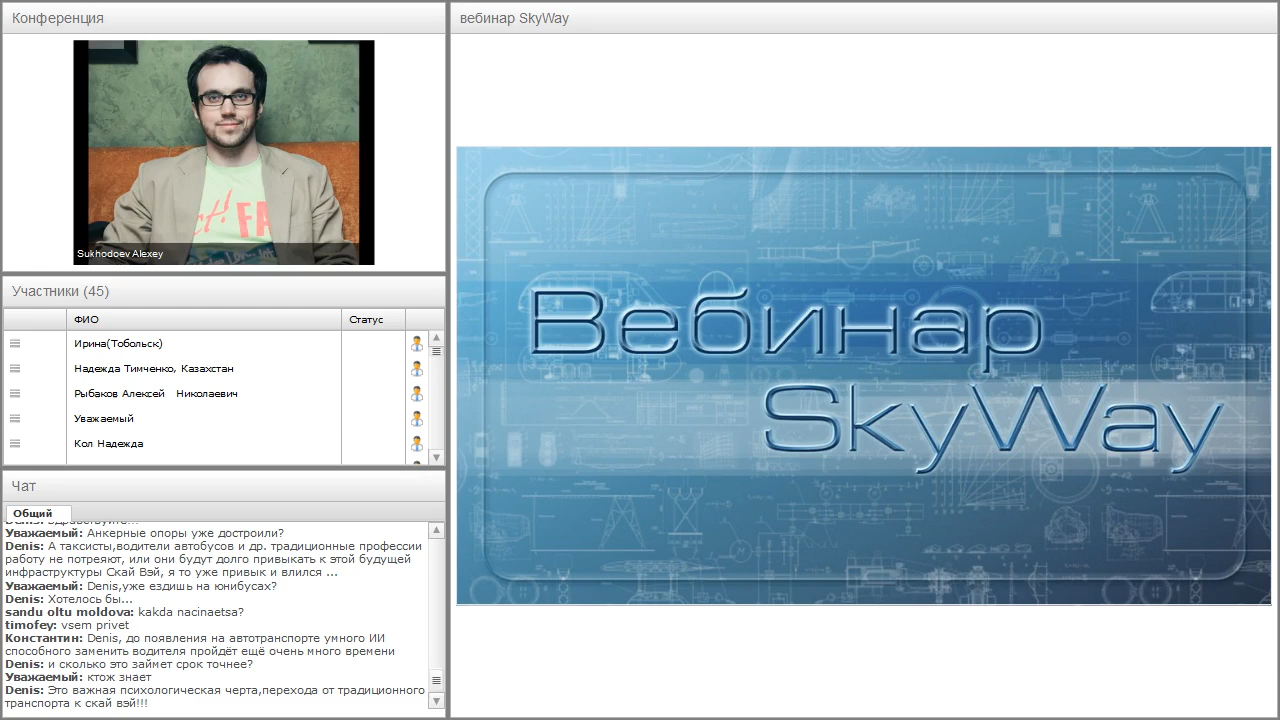 Конференция
Sukhodoev Alexey
Участники (45)
ФИО Статус
Ирина(Тобольск)
Надежда Тимченко, Казахстан
Рыбаков Алексей Николаевич
Уважаемый
Кол Надежда
Чат
Общий
Уважаемый: Анкерные опоры уже достроили?
Denis: А таксисты,водители автобусов и др. традиционные профессии
работу не потреяют, или они будут долго привыкать к этой будущей
инфраструктуры Скай Вэй, я то уже привык и влился ...
Уважаемый: Denis,уже ездишь на юнибусах?
Denis: Хотелось бы...
sandu oltu moldova: kakda nacinaetsa?
timofey: vsem privet
Константин: Denis, до появления на автотранспорте умного ИИ
способного заменить водителя пройдёт ещё очень много времени
Denis: и сколько это займет срок точнее?
Уважаемый: ктож знает
Denis: Это важная психологическая черта,перехода от традиционного
транспорта к скай вэй!!!
вебинар SkyWay
Вебинар
SkyWay